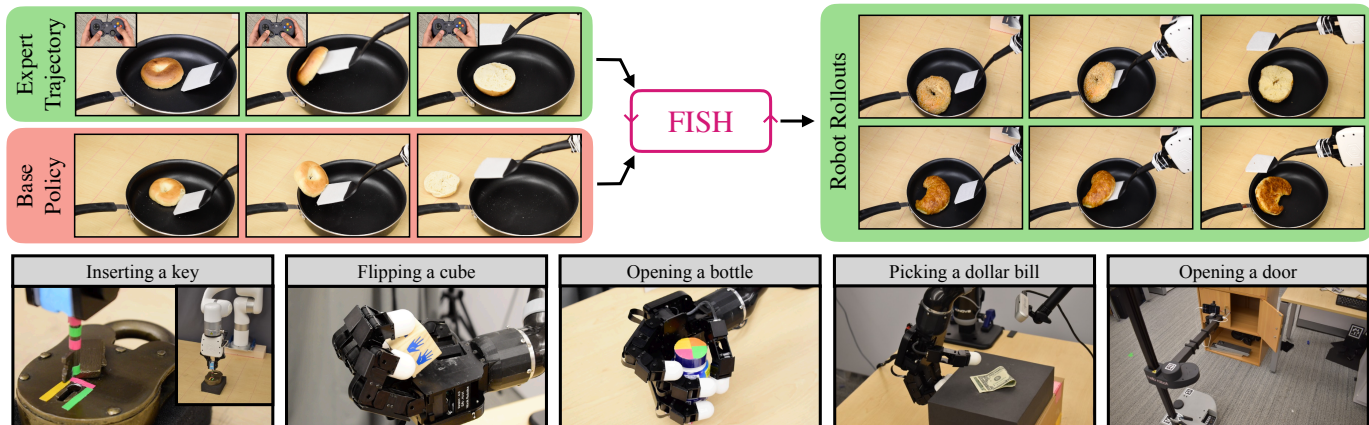 Expert
Trajectory
Base
Policy
FISH
Robot Rollouts
Inserting a key
Flipping a cube
Opening a bottle
Picking a dollar bill
Opening a door